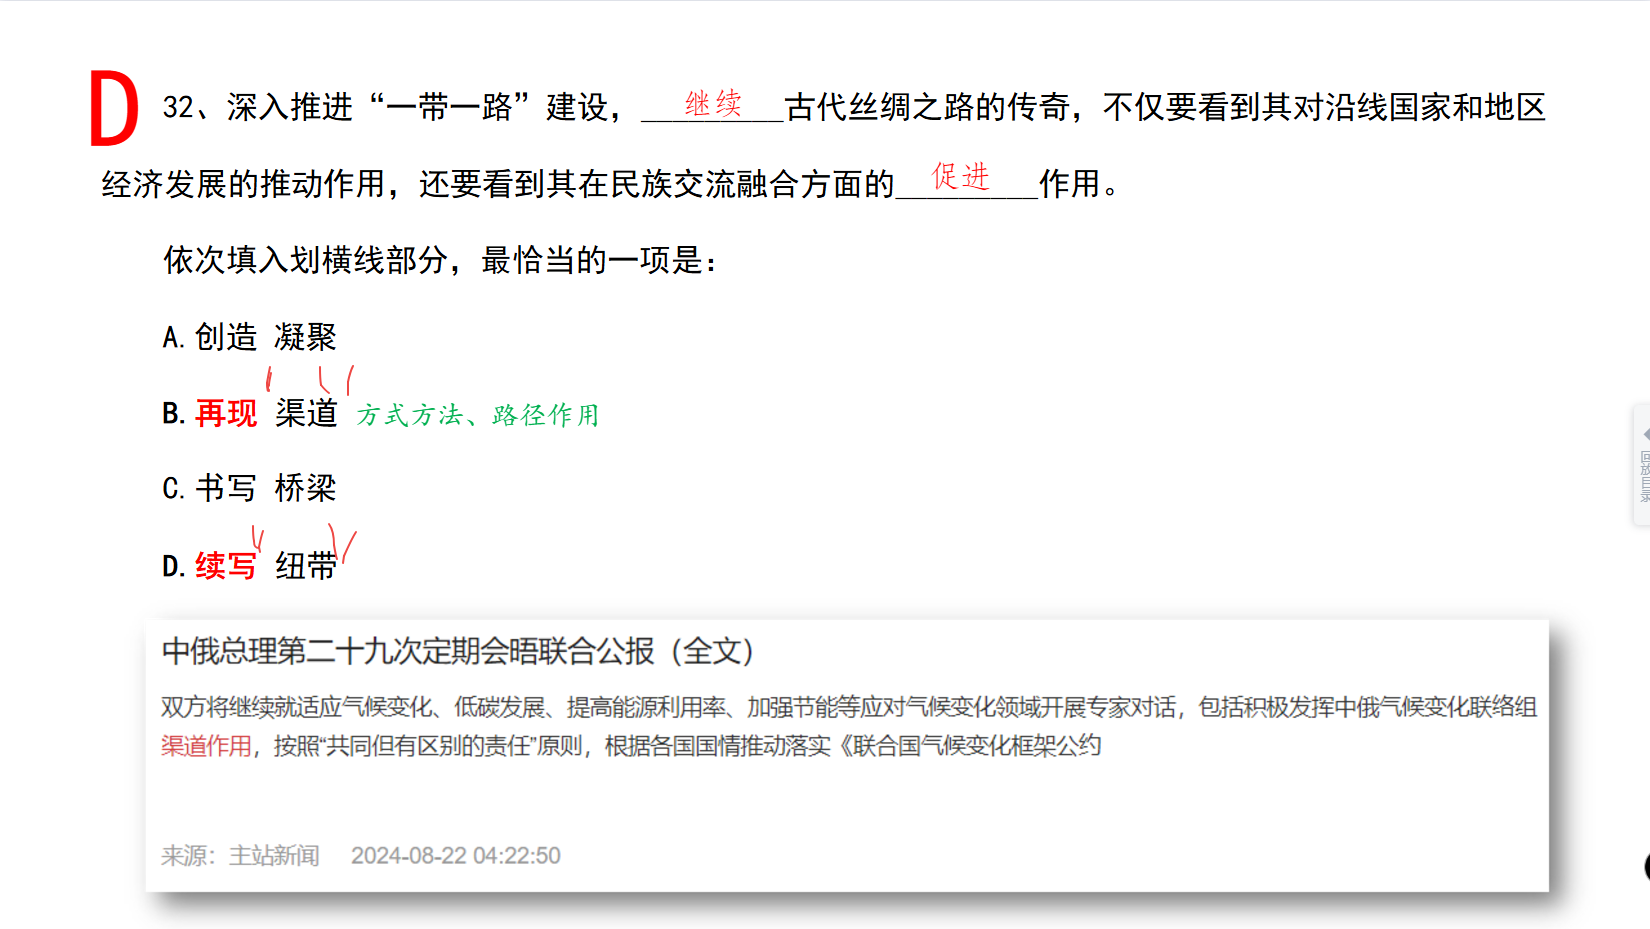 D 32、深入推进“一带一路”建设，继续古代丝绸之路的传奇，不仅要看到其对沿线国家和地区
经济发展的推动作用，还要看到其在民族交流融合方面的促进作用。
依次填入划横线部分，最恰当的一项是：
A. 创造 凝聚
B. 再现 渠道 方式方法、路径作用
C. 书写 桥梁
D. 续写 纽带
中俄总理第二十九次定期会晤联合公报（全文）
双方将继续就适应气候变化、低碳发展、提高能源利用率、加强节能等应对气候变化领域开展专家对话，包括积极发挥中俄气候变化联络组
渠道作用，按照“共同但有区别的责任”原则，根据各国国情推动落实《联合国气候变化框架公约
来源：主站新闻 2024-08-22 04:22:50
回放目录